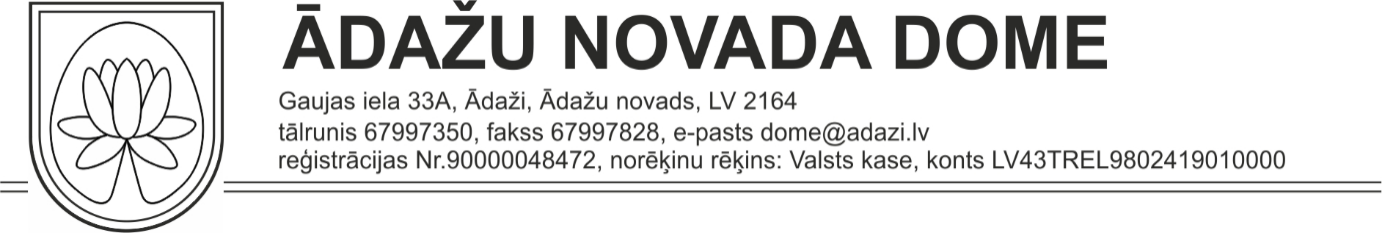 ĀDAŽU NOVADA DOME
Gaujas iela 33A, Ādaži, Ādažu novads, LV 2164
tālrunis 67997350, fakss 67997828, e-pasts dome@adazi.lv
reģistrācijas Nr.90000048472, norēķinu rēķins: Valsts kase, konts LV43TREL9802419010000